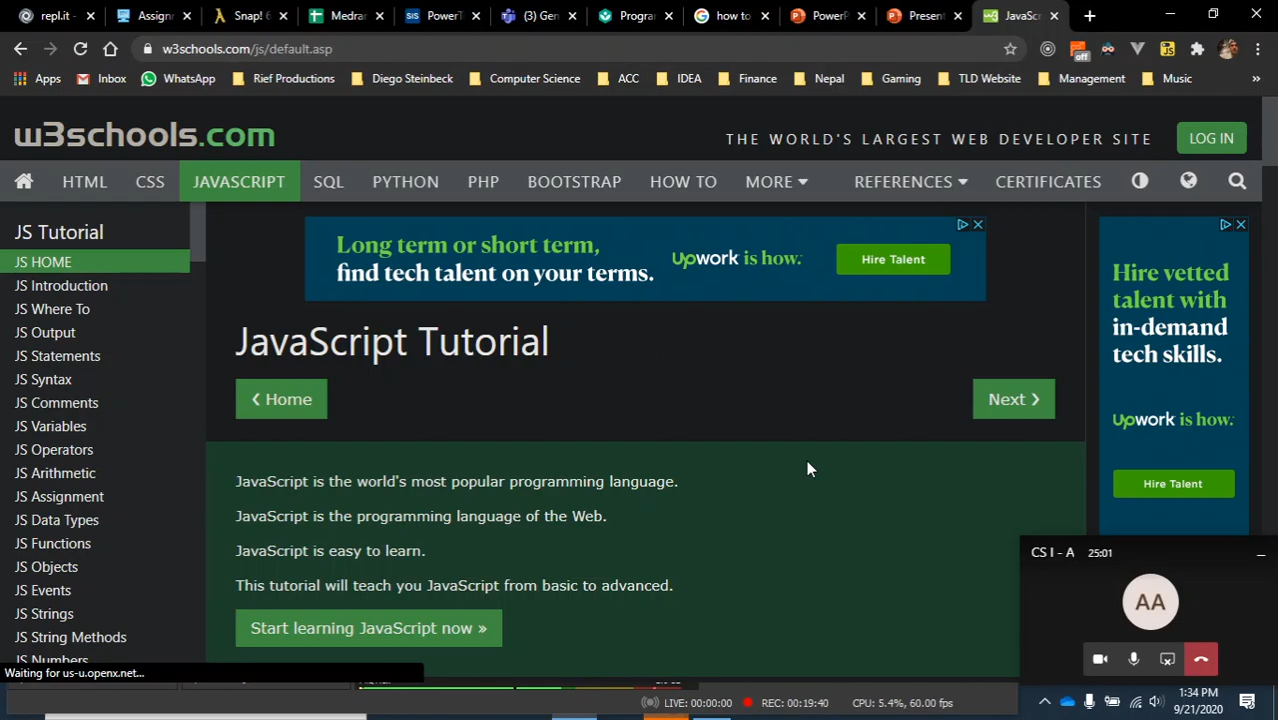 repl.it -
Assignr
Snap! 6
Medrar
PowerT
(3) Gen
Progra
how to
PowerP
Present
JavaScr
w3schools.com/js/default.asp
off
JS
Apps
Inbox
WhatsApp
Rief Productions
Diego Steinbeck
Computer Science
ACC
IDEA
Finance
Nepal
Gaming
TLD Website
Management
Music
»
w3schools.com
THE WORLD'S LARGEST WEB DEVELOPER SITE
LOG IN
HTML
CSS
JAVASCRIPT
SQL
PYTHON
PHP
BOOTSTRAP
HOW TO
MORE
REFERENCES
CERTIFICATES
JS Tutorial
JS HOME
JS Introduction
JS Where To
JS Output
JS Statements
JS Syntax
JS Comments
JS Variables
JS Operators
JS Arithmetic
JS Assignment
JS Data Types
JS Functions
JS Objects
JS Events
JS Strings
JS String Methods
JS Numbers
Long term or short term,
find tech talent on your terms.
Upwork is how.
Hire Talent
JavaScript Tutorial
❮ Home
Next ❯
JavaScript is the world's most popular programming language.
JavaScript is the programming language of the Web.
JavaScript is easy to learn.
This tutorial will teach you JavaScript from basic to advanced.
Start learning JavaScript now »
Hire vetted
talent with
in-demand
tech skills.
Upwork is how.
Hire Talent
CS I - A
25:01
AA
Waiting for us-u.openx.net...
LIVE: 00:00:00
REC: 00:19:40
CPU: 5.4%, 60.00 fps
1:34 PM
9/21/2020